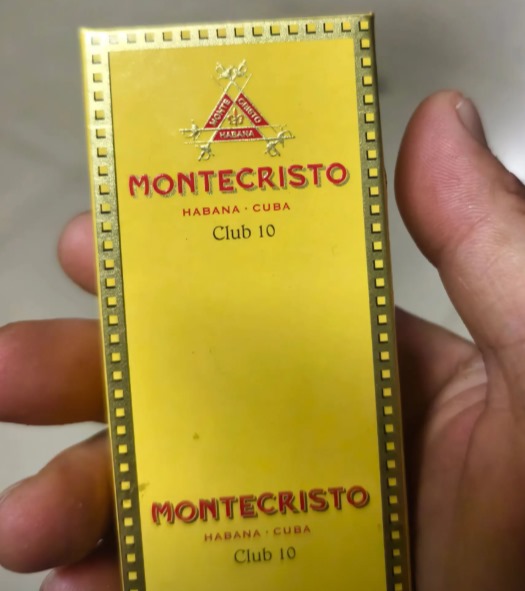 MONTE CRISTO
HABANA
MONTECRISTO
HABANA · CUBA
Club 10
MONTECRISTO
HABANA · CUBA
Club 10